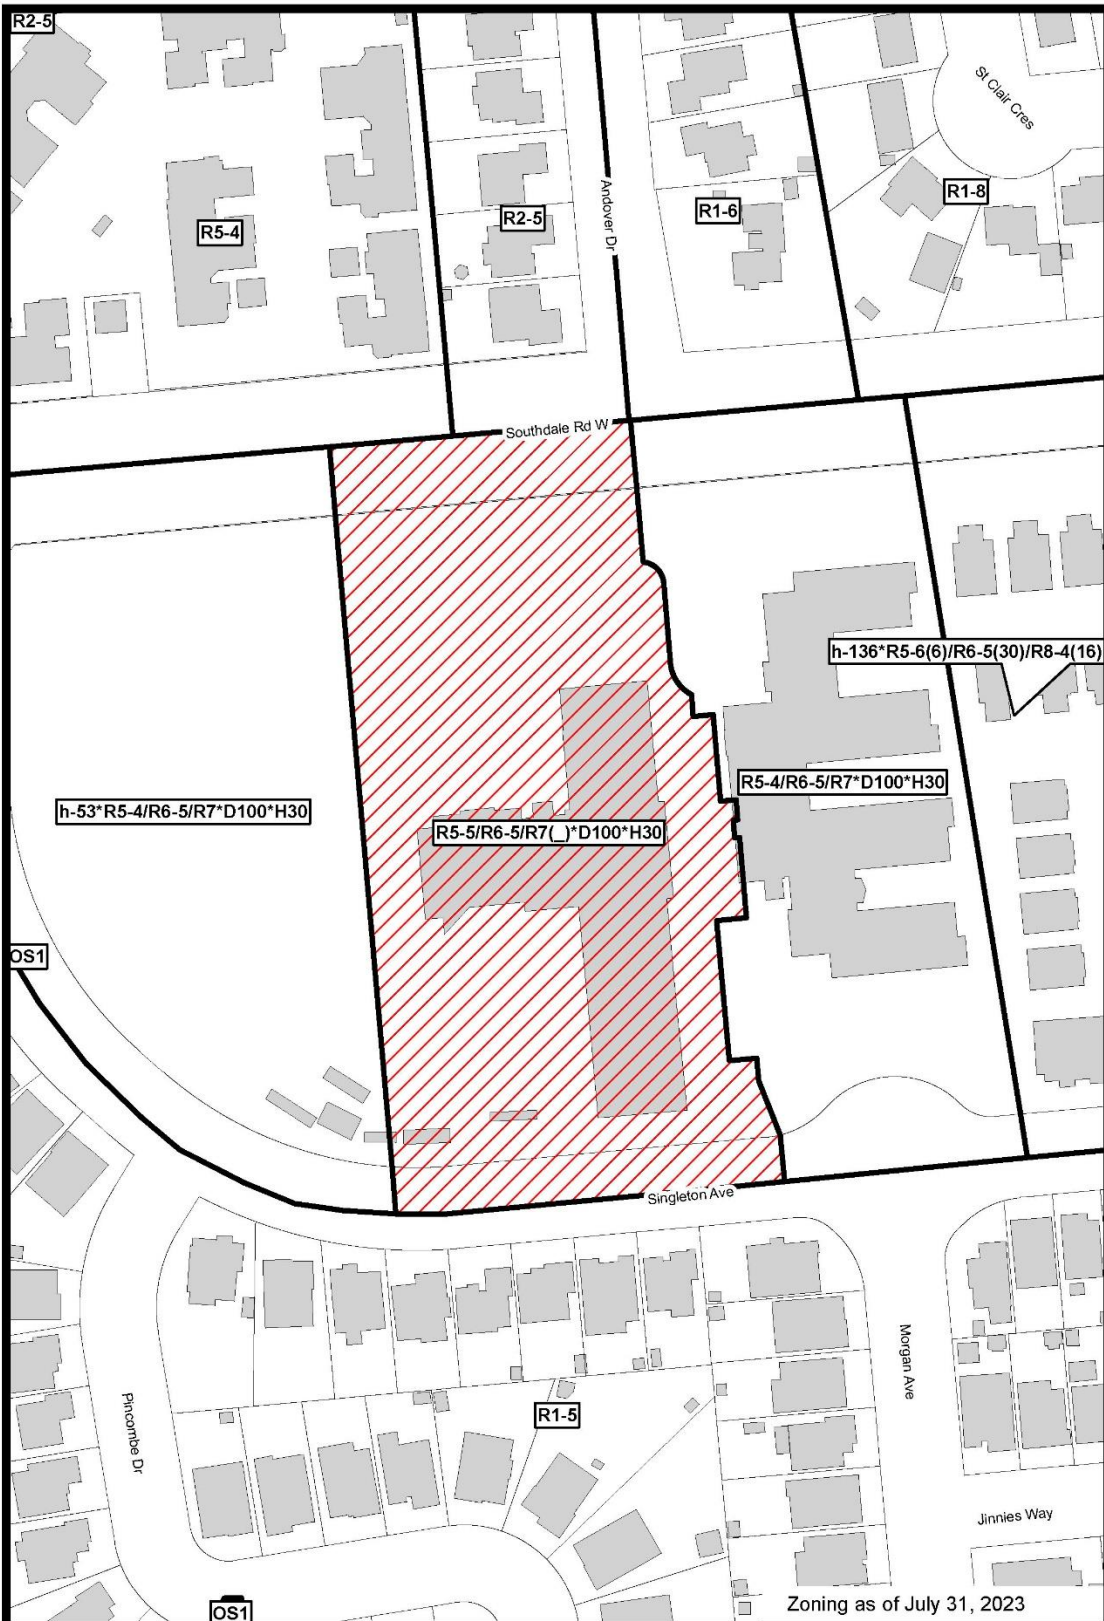 R2-5
St Clair Cres
R1-8
R5-4
R2-5
Andover Dr
R1-6
Southdale Rd W
h-136*R5-6(6)/R6-5(30)/R8-4(16)
R5-4/R6-5/R7*D100*H30
h-53*R5-4/R6-5/R7*D100*H30
R5-5/R6-5/R7(_)*D100*H30
OS1
Singleton Ave
Morgan Ave
Pincombe Dr
R1-5
Jinnies Way
OS1
Zoning as of July 31, 2023